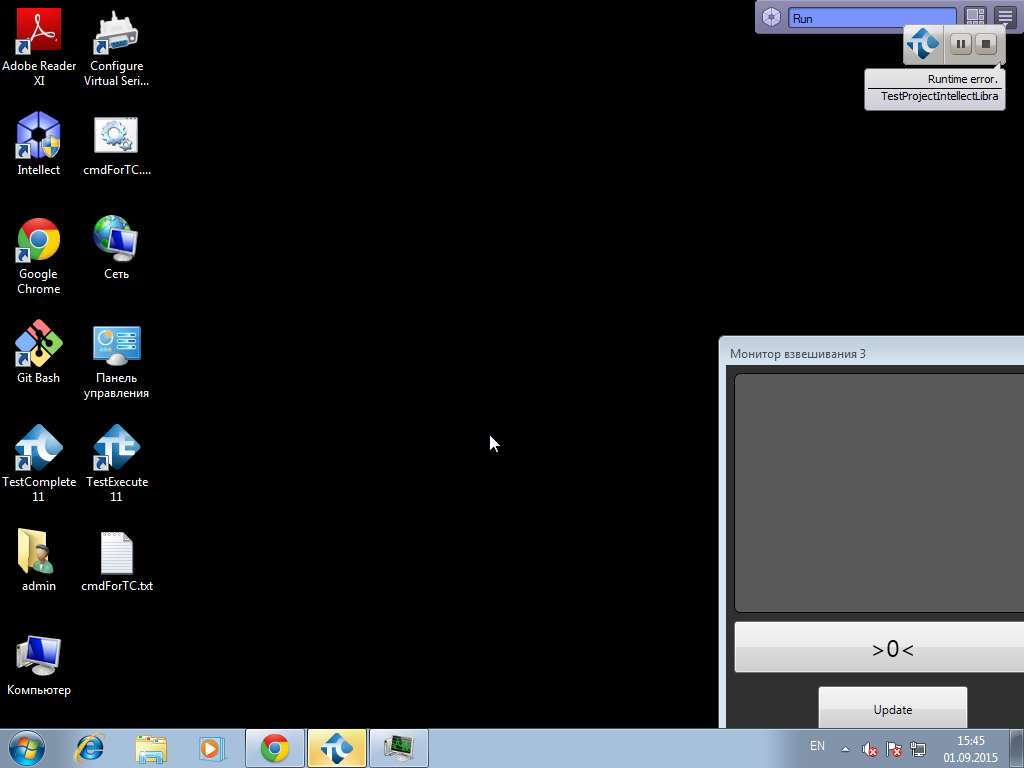 Adobe Reader
XI
Configure
Virtual Seri...
Run
Runtime error.
TestProjectIntellectLibra
Intellect
cmdForTC....
Google
Chrome
Сеть
Git Bash
Панель
управления
Монитор взвешивания 3
TestComplete
11
TestExecute
11
admin
cmdForTC.txt
>0<
Компьютер
Update
EN
15:45
01.09.2015